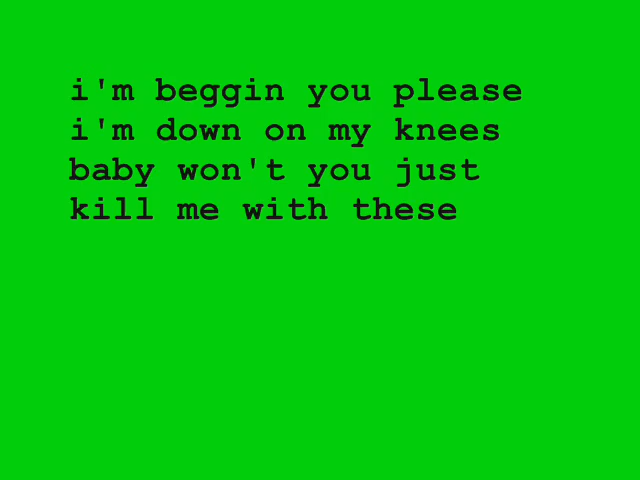 i'm beggin you please
i'm down on my knees
baby won't you just
kill me with these